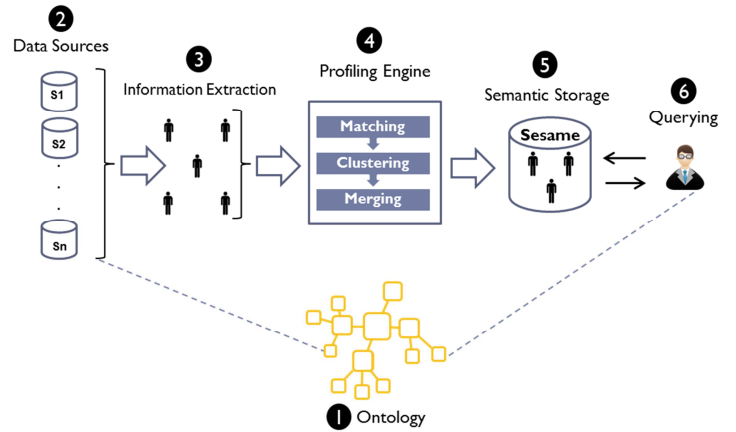 2
Data Sources
S1
S2
Sn
3
Information Extraction
4
Profiling Engine
Matching
Clustering
Merging
5
Semantic Storage
Sesame
6
Querying
1 Ontology